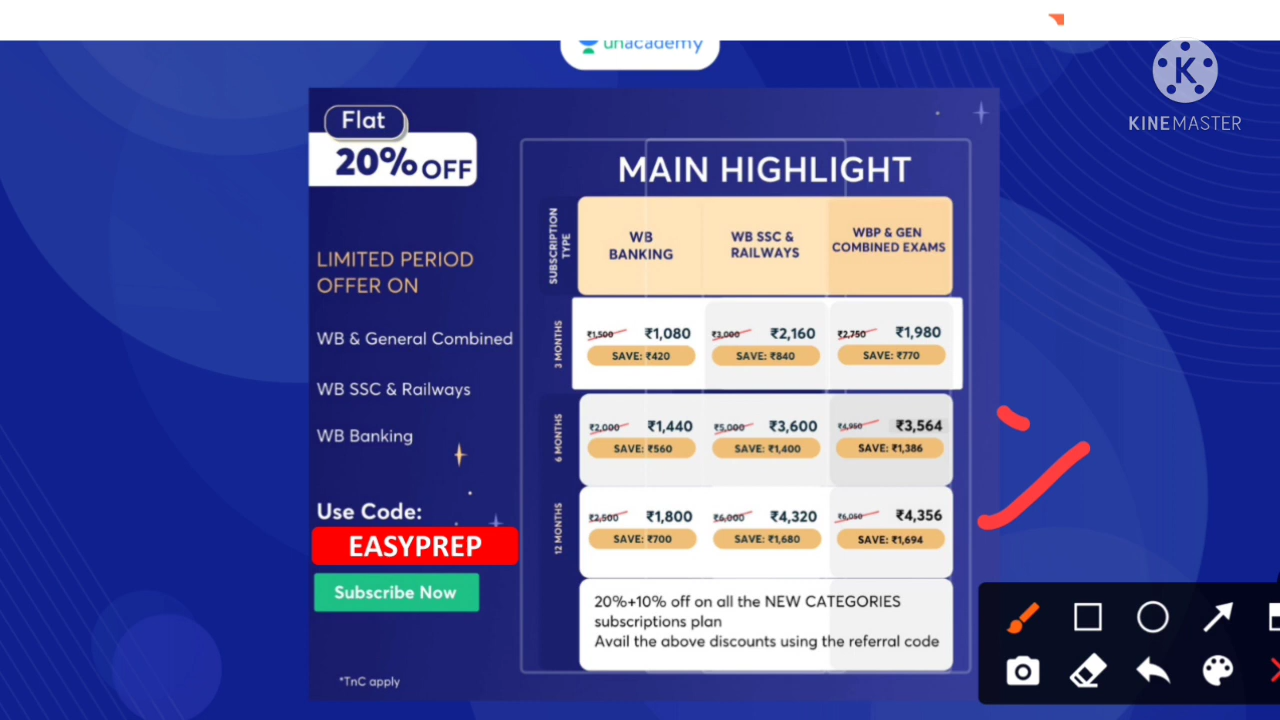 unacademy
KINEMASTER
Flat
20% OFF
LIMITED PERIOD
OFFER ON
WB & General Combined
WB SSC & Railways
WB Banking
Use Code:
EASYPREP
Subscribe Now
*TnC apply
MAIN HIGHLIGHT
SUBSCRIPTION
TYPE
WB
BANKING
WB SSC &
RAILWAYS
WBP & GEN
COMBINED EXAMS
3 MONTHS
₹1,500 ₹1,080
SAVE: ₹420
₹3,000 ₹2,160
SAVE: ₹840
₹2,750 ₹1,980
SAVE: ₹770
6 MONTHS
₹2,000 ₹1,440
SAVE: ₹560
₹5,000 ₹3,600
SAVE: ₹1,400
₹4,950 ₹3,564
SAVE: ₹1,386
12 MONTHS
₹2,500 ₹1,800
SAVE: ₹700
₹6,000 ₹4,320
SAVE: ₹1,680
₹6,050 ₹4,356
SAVE: ₹1,694
20%+10% off on all the NEW CATEGORIES
subscriptions plan
Avail the above discounts using the referral code